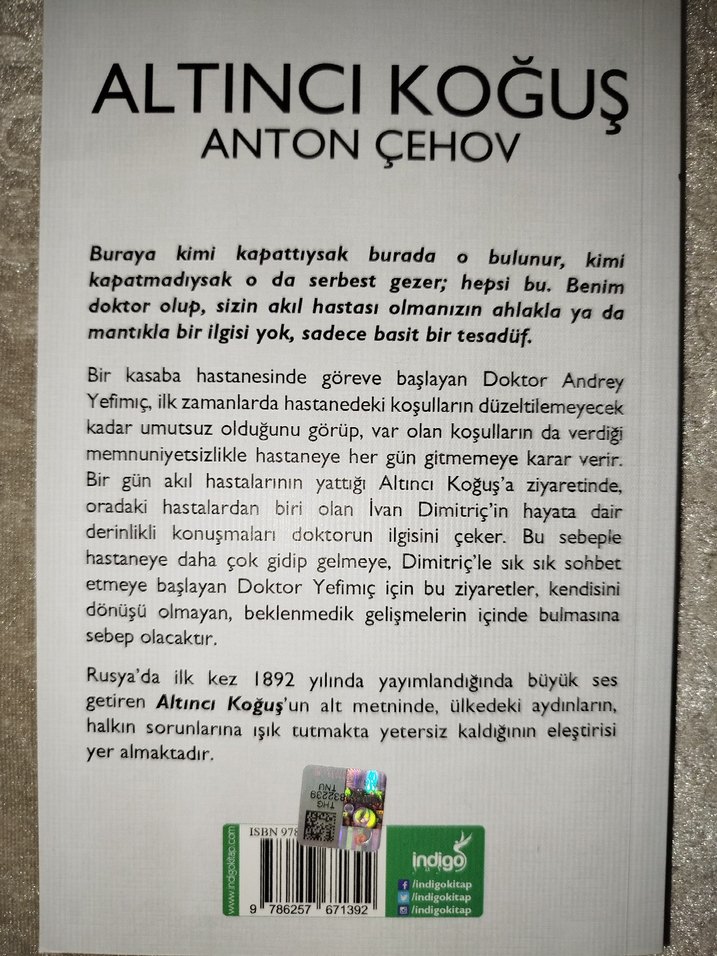 ALTINCI KOĞUŞ
ANTON ÇEHOV
Buraya kimi kapattıysak burada o bulunur, kimi
kapatmadıysak o da serbest gezer; hepsi bu. Benim
doktor olup, sizin akıl hastası olmanızın ahlakla ya da
mantıkla bir ilgisi yok, sadece basit bir tesadüf.
Bir kasaba hastanesinde göreve başlayan Doktor Andrey
Yefimıç, ilk zamanlarda hastanedeki koşulların düzeltilemeyecek
kadar umutsuz olduğunu görüp, var olan koşulların da verdiği
memnuniyetsizlikle hastaneye her gün gitmemeye karar verir.
Bir gün akıl hastalarının yattığı Altıncı Koğuş'a ziyaretinde,
oradaki hastalardan biri olan İvan Dimitriç'in hayata dair
derinlikli konuşmaları doktorun ilgisini çeker. Bu sebeple
hastaneye daha çok gidip gelmeye, Dimitriç'le sık sık sohbet
etmeye başlayan Doktor Yefimıç için bu ziyaretler, kendisini
dönüşü olmayan, beklenmedik gelişmelerin içinde bulmasına
sebep olacaktır.
Rusya'da ilk kez 1892 yılında yayımlandığında büyük ses
getiren Altıncı Koğuş'un alt metninde, ülkedeki aydınların,
halkın sorunlarına ışık tutmakta yetersiz kaldığının eleştirisi
yer almaktadır.
THG
832239
TNU
www.indigokitap.com
ISBN 978
9 786257 671392
indigo
KİTAP
/indigokitap
/indigokitap
/indigokitap